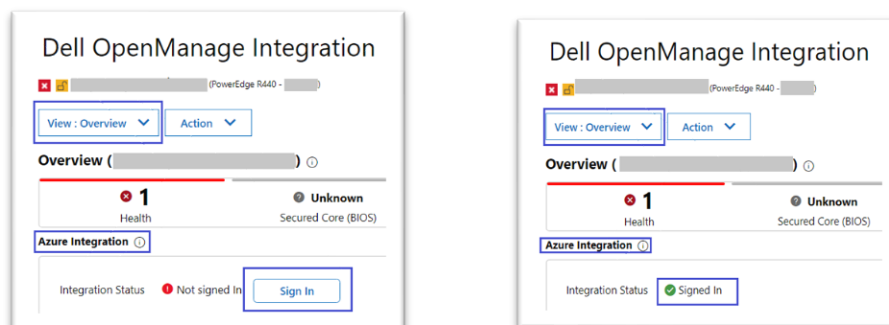 Dell OpenManage Integration
(PowerEdge R440 - )
View : Overview Action
Overview ( )
1 Unknown
Health Secured Core (BIOS)
Azure Integration
Integration Status Not signed In Sign In
Dell OpenManage Integration
(PowerEdge R440 - )
View : Overview Action
Overview ( )
1 Unknown
Health Secured Core (BIOS)
Azure Integration
Integration Status Signed In